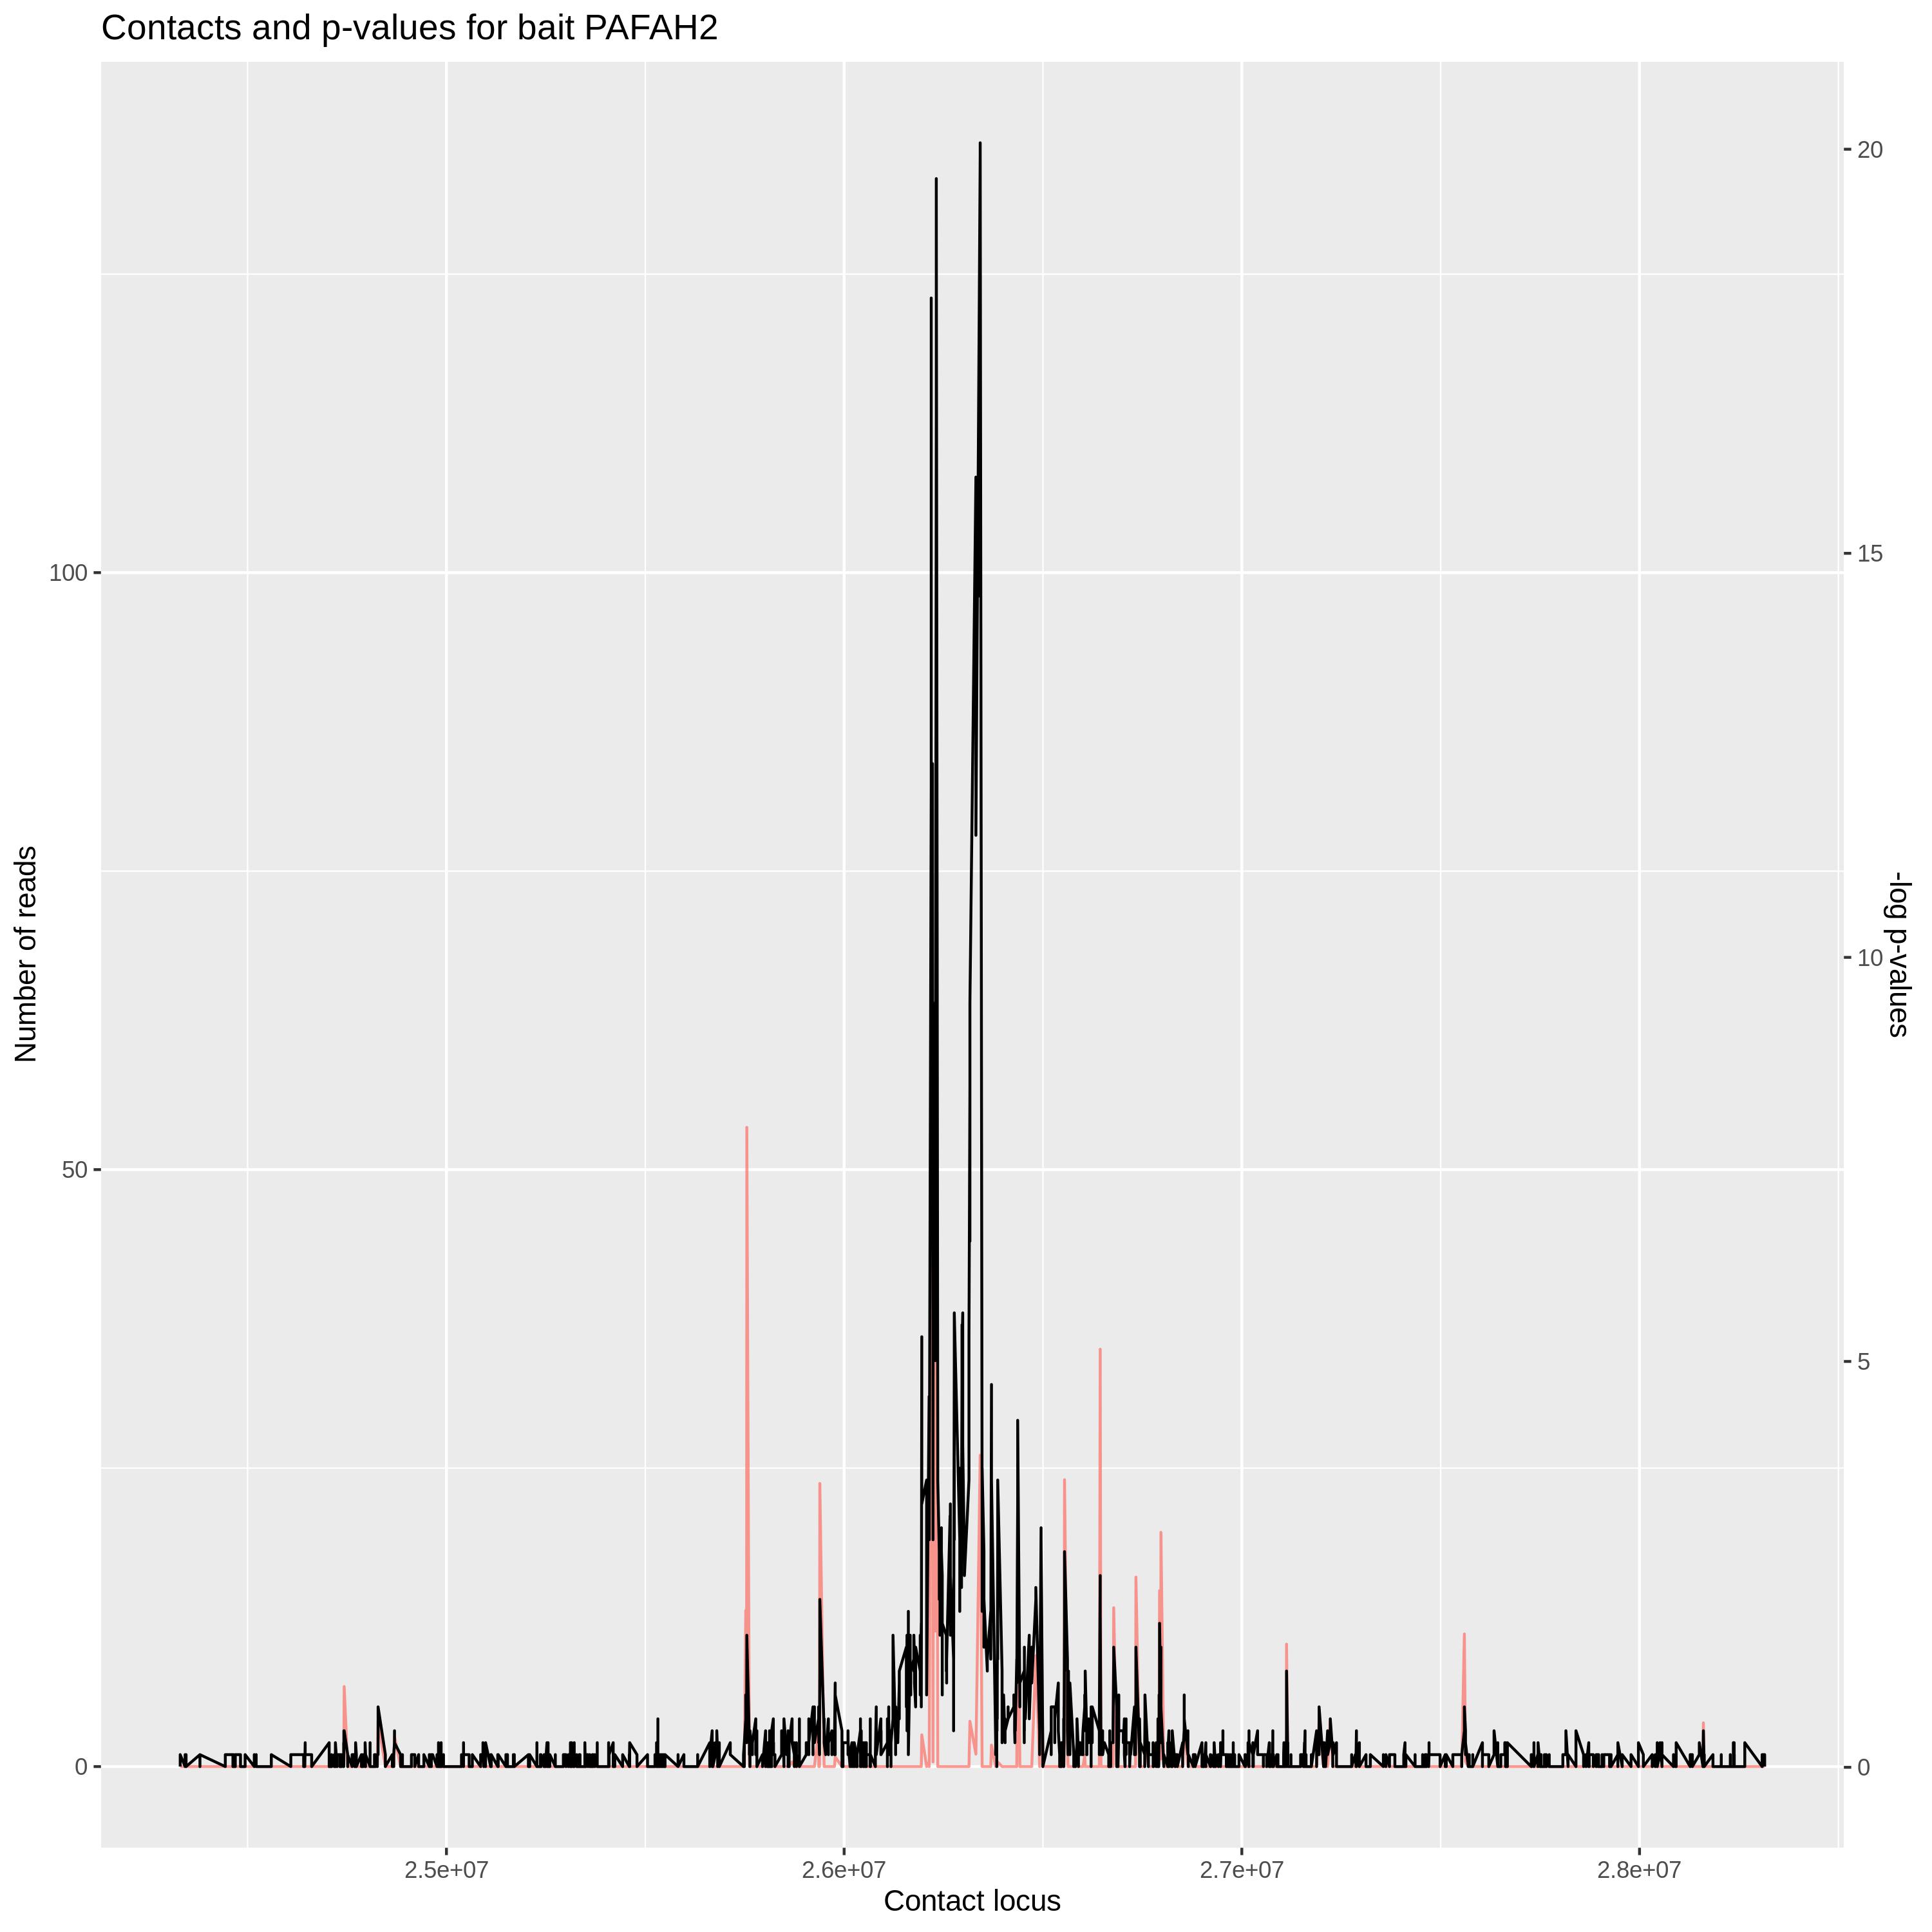 Contacts and p-values for bait PAFAH2
Number of reads
100
50
0
20
15
10
5
0
-log p-values
2.5e+07
2.6e+07
2.7e+07
2.8e+07
Contact locus